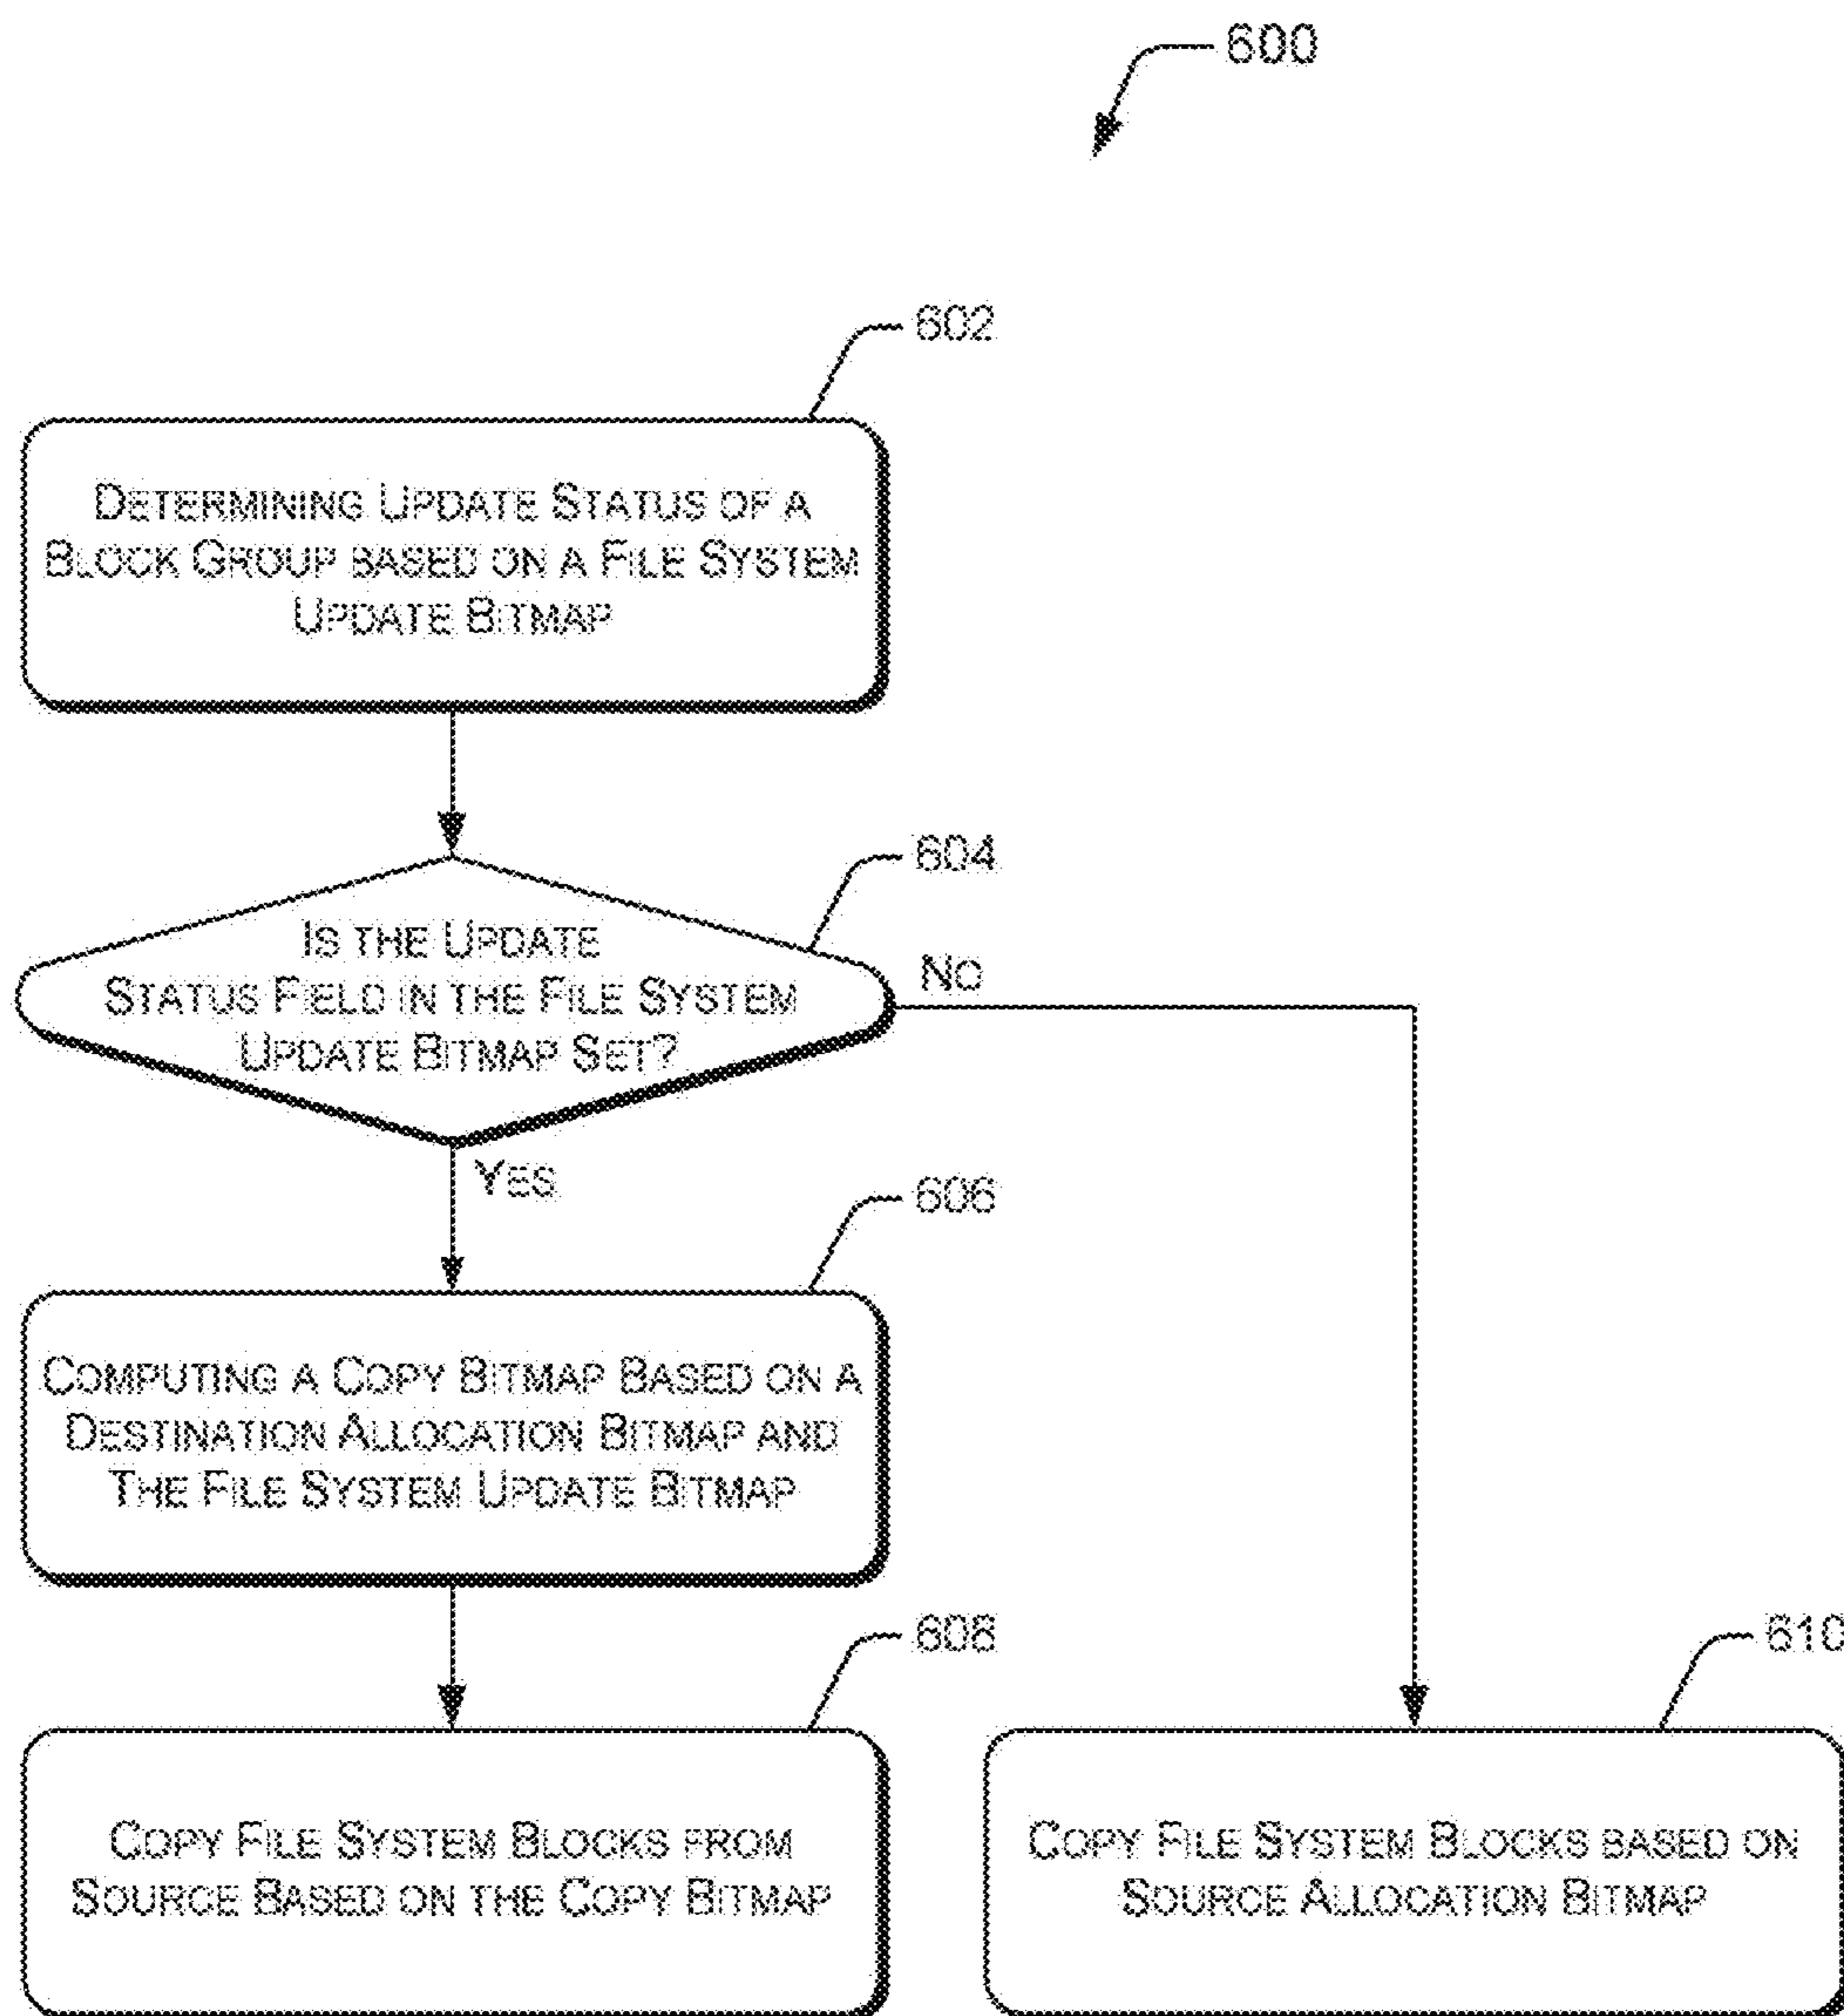 600
602
DETERMINING UPDATE STATUS OF A
BLOCK GROUP BASED ON A FILE SYSTEM
UPDATE BITMAP
604
IS THE UPDATE
STATUS FIELD IN THE FILE SYSTEM
UPDATE BITMAP SET?
NO
YES
606
COMPUTING A COPY BITMAP BASED ON A
DESTINATION ALLOCATION BITMAP AND
THE FILE SYSTEM UPDATE BITMAP
608
610
COPY FILE SYSTEM BLOCKS FROM
SOURCE BASED ON THE COPY BITMAP
COPY FILE SYSTEM BLOCKS BASED ON
SOURCE ALLOCATION BITMAP